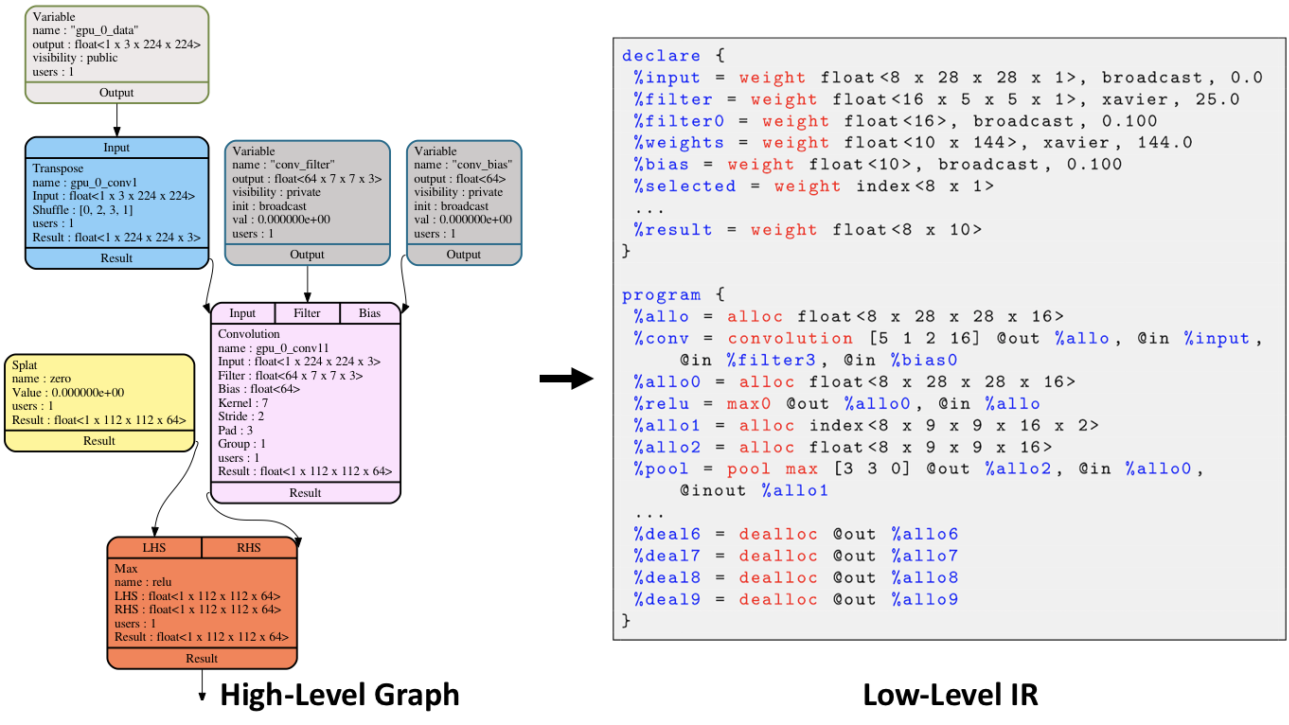 Variable
name : "gpu_0_data"
output : float<1 x 3 x 224 x 224>
visibility : public
users : 1
Output
Input
Transpose
name : gpu_0_conv1
Input : float<1 x 3 x 224 x 224>
Shuffle : [0, 2, 3, 1]
users : 1
Result : float<1 x 224 x 224 x 3>
Result
Variable
name : "conv_filter"
output : float<64 x 7 x 7 x 3>
visibility : private
init : broadcast
val : 0.000000e+00
users : 1
Output
Variable
name : "conv_bias"
output : float<64>
visibility : private
init : broadcast
val : 0.000000e+00
users : 1
Output
Input Filter Bias
Convolution
name : gpu_0_conv11
Input : float<1 x 224 x 224 x 3>
Filter : float<64 x 7 x 7 x 3>
Bias : float<64>
Kernel : 7
Stride : 2
Pad : 3
Group : 1
users : 1
Result : float<1 x 112 x 112 x 64>
Result
Splat
name : zero
Value : 0.000000e+00
users : 1
Result : float<1 x 112 x 112 x 64>
Result
LHS RHS
Max
name : relu
LHS : float<1 x 112 x 112 x 64>
RHS : float<1 x 112 x 112 x 64>
users : 1
Result : float<1 x 112 x 112 x 64>
Result
High-Level Graph
declare {
%input = weight float<8 x 28 x 28 x 1>, broadcast, 0.0
%filter = weight float<16 x 5 x 5 x 1>, xavier, 25.0
%filter0 = weight float<16>, broadcast, 0.100
%weights = weight float<10 x 144>, xavier, 144.0
%bias = weight float<10>, broadcast, 0.100
%selected = weight index<8 x 1>
...
%result = weight float<8 x 10>
}
program {
%allo = alloc float<8 x 28 x 28 x 16>
%conv = convolution [5 1 2 16] @out %allo, @in %input,
@in %filter3, @in %bias0
%allo0 = alloc float<8 x 28 x 28 x 16>
%relu = max0 @out %allo0, @in %allo
%allo1 = alloc index<8 x 9 x 9 x 16 x 2>
%allo2 = alloc float<8 x 9 x 9 x 16>
%pool = pool max [3 3 0] @out %allo2, @in %allo0,
@inout %allo1
...
%deal6 = dealloc @out %allo6
%deal7 = dealloc @out %allo7
%deal8 = dealloc @out %allo8
%deal9 = dealloc @out %allo9
}
Low-Level IR